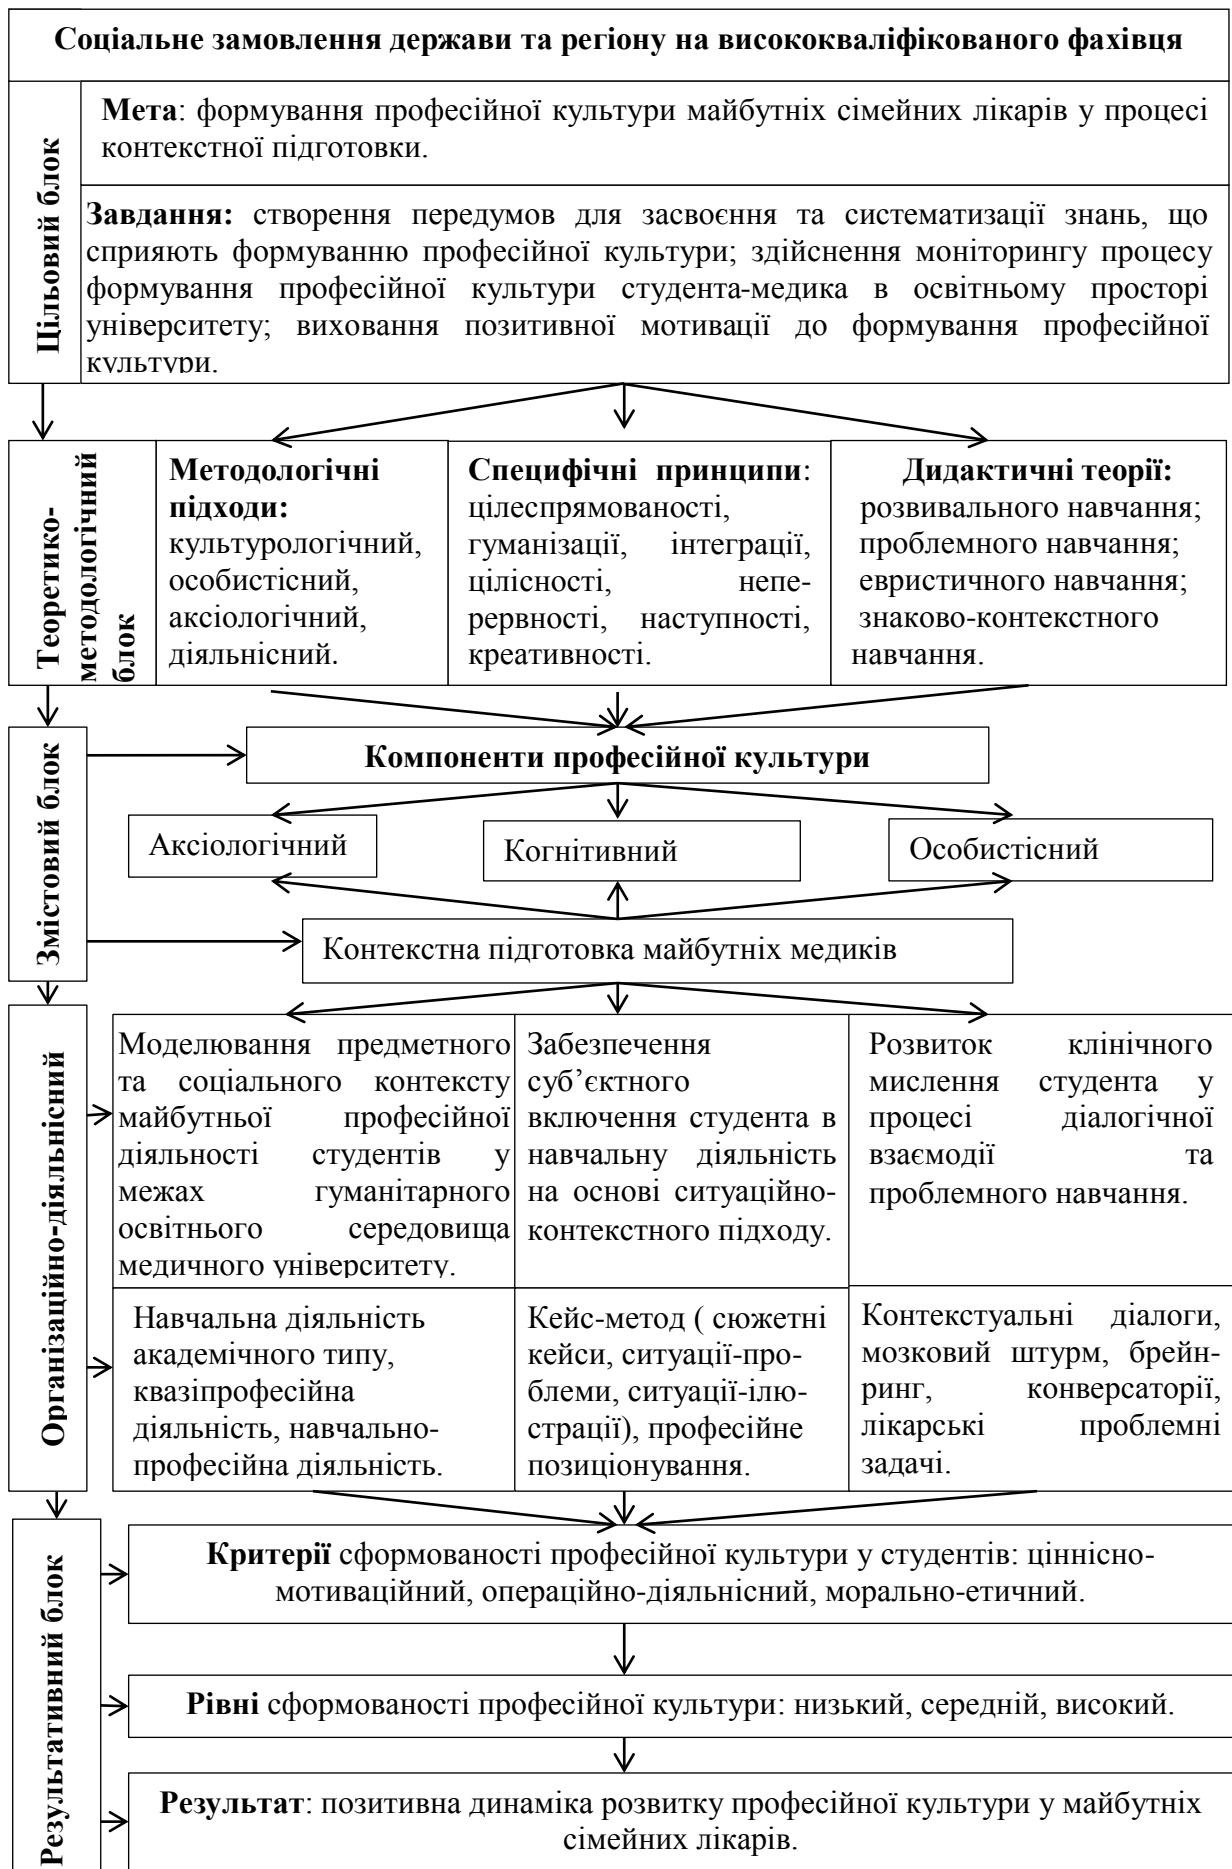 Соціальне замовлення держави та регіону на висококваліфікованого фахівця
Цільовий блок
Мета: формування професійної культури майбутніх сімейних лікарів у процесі
контекстної підготовки.
Завдання: створення передумов для засвоєння та систематизації знань, що
сприяють формуванню професійної культури; здійснення моніторингу процесу
формування професійної культури студента-медика в освітньому просторі
університету; виховання позитивної мотивації до формування професійної
культури.
Теоретико-
методологічний
блок
Методологічні
підходи:
культурологічний,
особистісний,
аксіологічний,
діяльнісний.
Специфічні принципи:
цілеспрямованості,
гуманізації, інтеграції,
цілісності, непе-
рервності, наступності,
креативності.
Дидактичні теорії:
розвивального навчання;
проблемного навчання;
евристичного навчання;
знаково-контекстного
навчання.
Змістовий блок
Компоненти професійної культури
Аксіологічний
Когнітивний
Особистісний
Контекстна підготовка майбутніх медиків
Організаційно-діяльнісний
Моделювання предметного
та соціального контексту
майбутньої професійної
діяльності студентів у
межах гуманітарного
освітнього середовища
медичного університету.
Забезпечення
суб’єктного
включення студента в
навчальну діяльність
на основі ситуаційно-
контекстного підходу.
Розвиток клінічного
мислення студента у
процесі діалогічної
взаємодії та
проблемного навчання.
Навчальна діяльність
академічного типу,
квазіпрофесійна
діяльність, навчально-
професійна діяльність.
Кейс-метод ( сюжетні
кейси, ситуації-про-
блеми, ситуації-ілю-
страції), професійне
позиціонування.
Контекстуальні діалоги,
мозковий штурм, брейн-
ринг, конверсаторії,
лікарські проблемні
задачі.
Результативний блок
Критерії сформованості професійної культури у студентів: ціннісно-
мотиваційний, операційно-діяльнісний, морально-етичний.
Рівні сформованості професійної культури: низький, середній, високий.
Результат: позитивна динаміка розвитку професійної культури у майбутніх
сімейних лікарів.